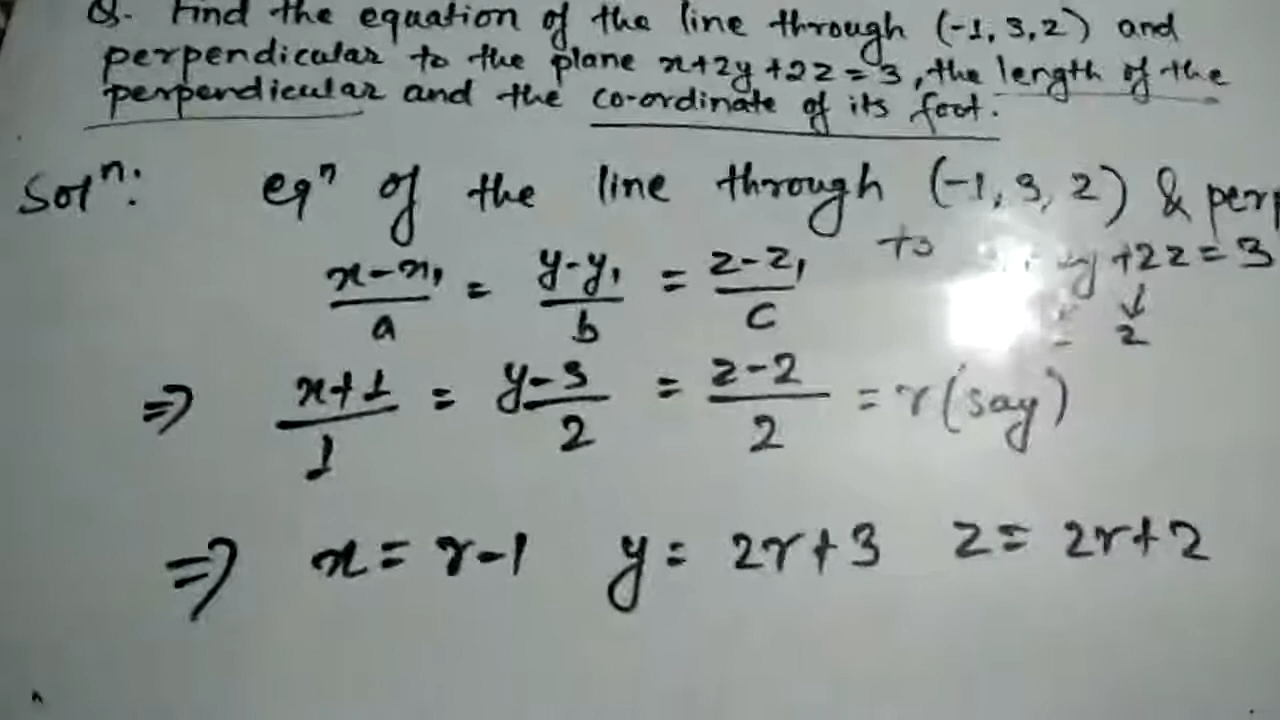 Q. Find the equation of the line through (-1, 3, 2) and
perpendicular to the plane x+2y+2z=3, the length of the
perpendicular and the co-ordinate of its foot.
Solⁿ: eqⁿ of the line through (-1, 3, 2) & perp
to y+2z=3
x-x₁/a = y-y₁/b = z-z₁/c ↓ 2
⇒ x+1/1 = y-3/2 = z-2/2 = r (say)
⇒ x = r-1 y = 2r+3 z = 2r+2